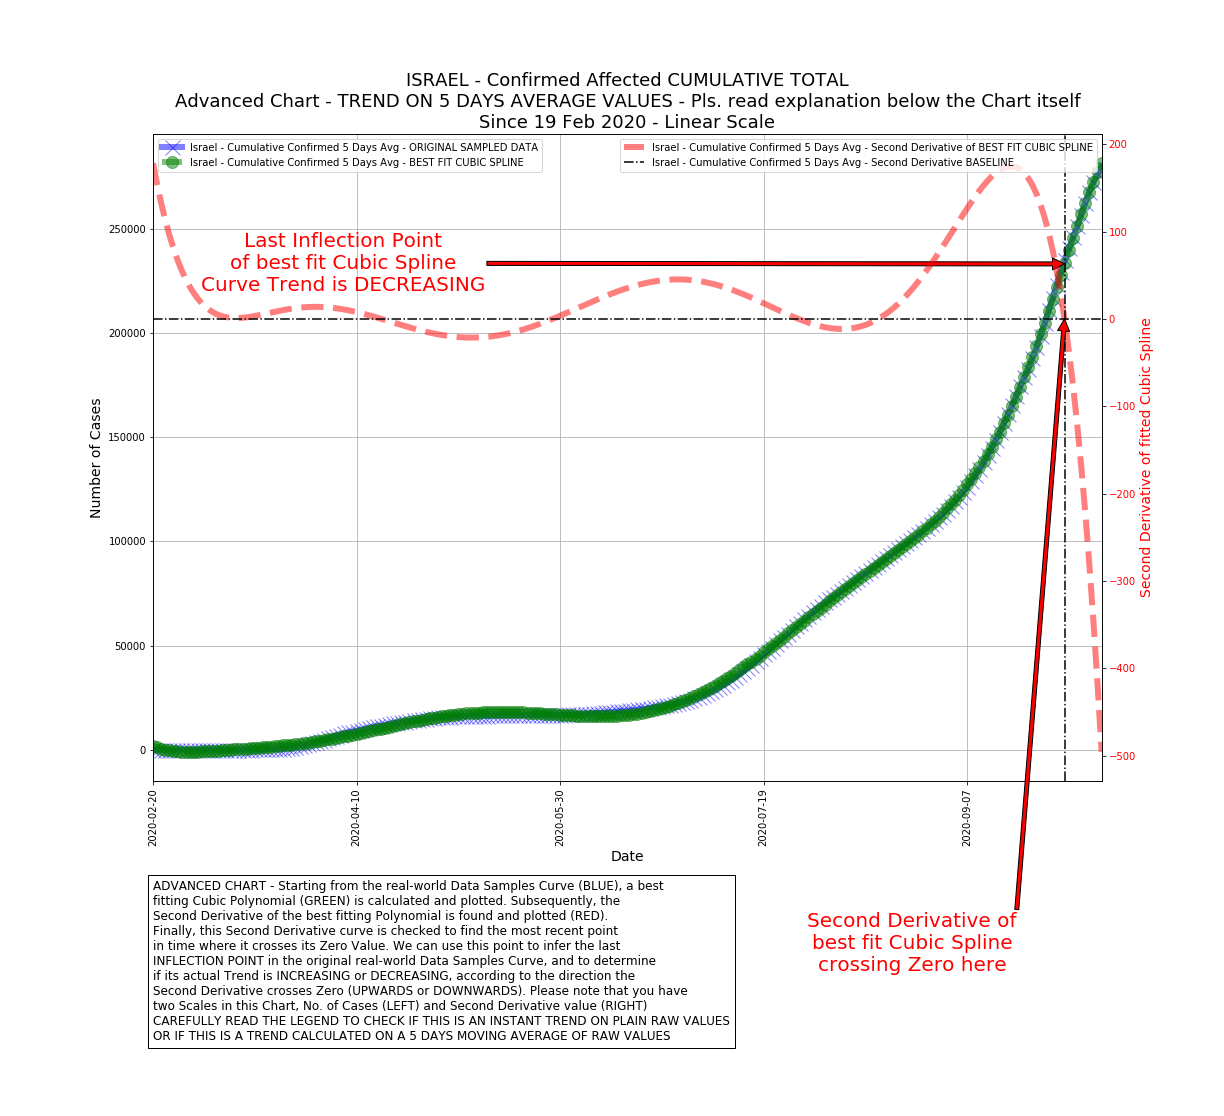 ISRAEL - Confirmed Affected CUMULATIVE TOTAL
Advanced Chart - TREND ON 5 DAYS AVERAGE VALUES - Pls. read explanation below the Chart itself
Since 19 Feb 2020 - Linear Scale
Israel - Cumulative Confirmed 5 Days Avg - ORIGINAL SAMPLED DATA
Israel - Cumulative Confirmed 5 Days Avg - BEST FIT CUBIC SPLINE
Israel - Cumulative Confirmed 5 Days Avg - Second Derivative of BEST FIT CUBIC SPLINE
Israel - Cumulative Confirmed 5 Days Avg - Second Derivative BASELINE
Last Inflection Point
of best fit Cubic Spline
Curve Trend is DECREASING
Number of Cases
250000
200000
150000
100000
50000
0
200
100
0
−100
−200
−300
−400
−500
Second Derivative of fitted Cubic Spline
2020-02-20
2020-04-10
2020-05-30
2020-07-19
2020-09-07
Date
ADVANCED CHART - Starting from the real-world Data Samples Curve (BLUE), a best
fitting Cubic Polynomial (GREEN) is calculated and plotted. Subsequently, the
Second Derivative of the best fitting Polynomial is found and plotted (RED).
Finally, this Second Derivative curve is checked to find the most recent point
in time where it crosses its Zero Value. We can use this point to infer the last
INFLECTION POINT in the original real-world Data Samples Curve, and to determine
if its actual Trend is INCREASING or DECREASING, according to the direction the
Second Derivative crosses Zero (UPWARDS or DOWNWARDS). Please note that you have
two Scales in this Chart, No. of Cases (LEFT) and Second Derivative value (RIGHT)
CAREFULLY READ THE LEGEND TO CHECK IF THIS IS AN INSTANT TREND ON PLAIN RAW VALUES
OR IF THIS IS A TREND CALCULATED ON A 5 DAYS MOVING AVERAGE OF RAW VALUES
Second Derivative of
best fit Cubic Spline
crossing Zero here